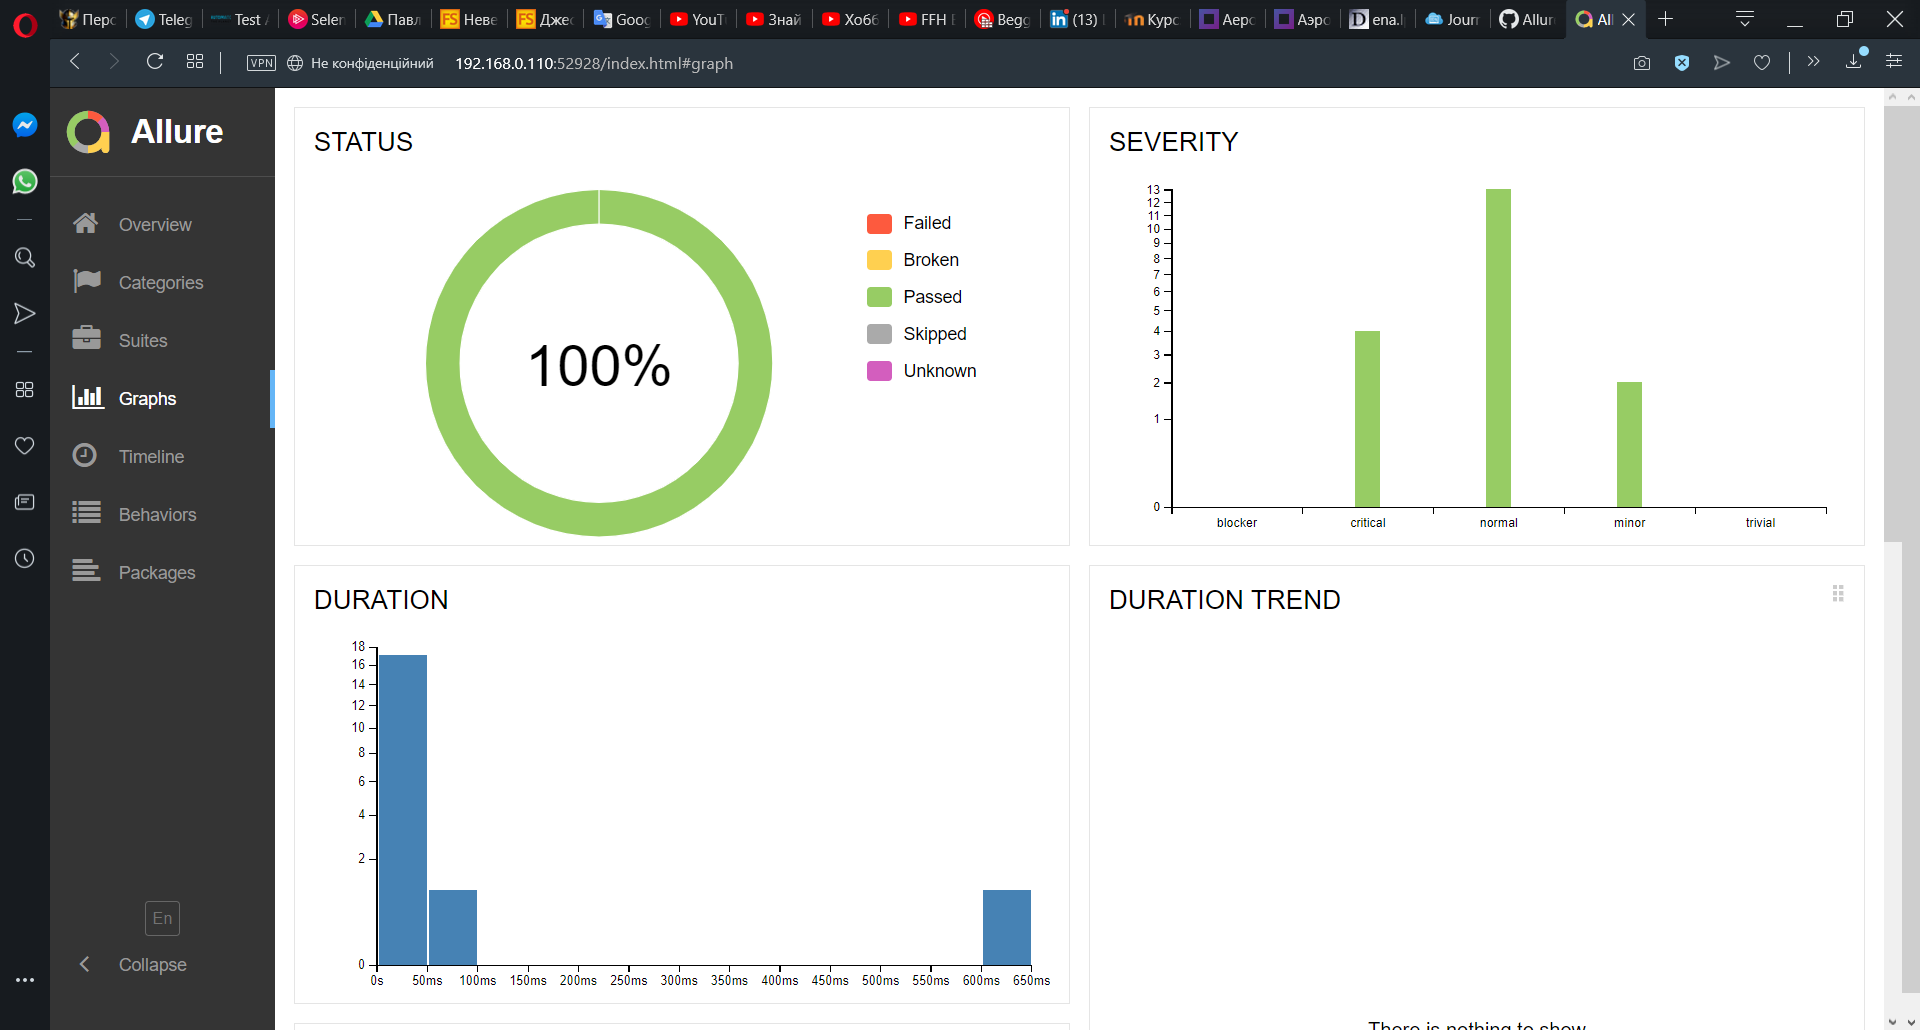 Перс
Teleg
Test
Selen
Павл
Неве
Джес
Goog
YouT
Знай
Хобб
FFH
Begg
(13)
Курс
Аерс
Аэро
ena.l
Journ
Allur
All
VPN
Не конфіденційний
192.168.0.110:52928/index.html#graph
Allure
Overview
Categories
Suites
Graphs
Timeline
Behaviors
Packages
En
Collapse
STATUS
100%
Failed
Broken
Passed
Skipped
Unknown
SEVERITY
13
12
11
10
9
8
7
6
5
4
3
2
1
0
blocker critical normal minor trivial
DURATION
18
16
14
12
10
8
6
4
2
0
0s 50ms 100ms 150ms 200ms 250ms 300ms 350ms 400ms 450ms 500ms 550ms 600ms 650ms
DURATION TREND
There is nothing to show